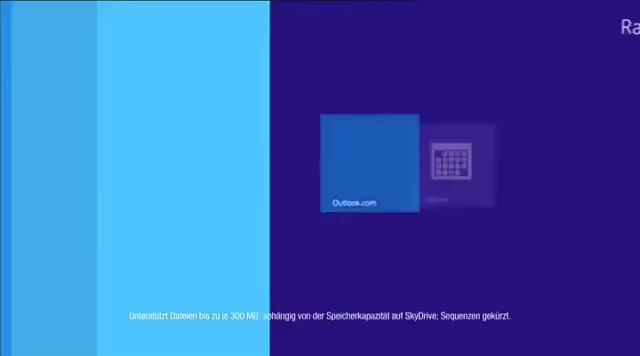 Ra
Outlook.com
Unterstützt Dateien bis zu je 300 MB abhängig von der Speicherkapazität auf SkyDrive; Sequenzen gekürzt.